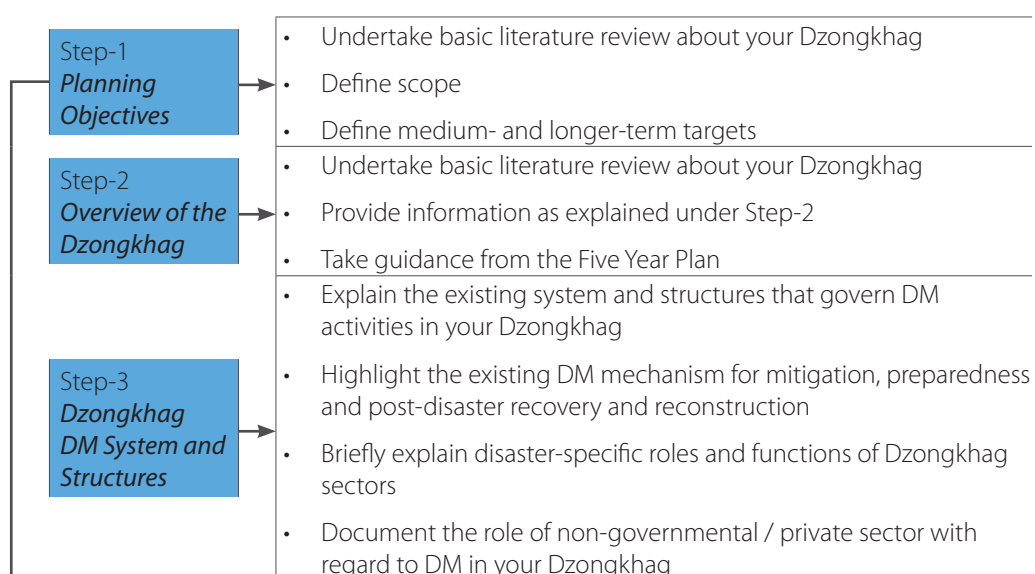 Step-1
Planning
Objectives
• Undertake basic literature review about your Dzongkhag
• Define scope
• Define medium- and longer-term targets
Step-2
Overview of the
Dzongkhag
• Undertake basic literature review about your Dzongkhag
• Provide information as explained under Step-2
• Take guidance from the Five Year Plan
Step-3
Dzongkhag
DM System and
Structures
• Explain the existing system and structures that govern DM
activities in your Dzongkhag
• Highlight the existing DM mechanism for mitigation, preparedness
and post-disaster recovery and reconstruction
• Briefly explain disaster-specific roles and functions of Dzongkhag
sectors
• Document the role of non-governmental / private sector with
regard to DM in your Dzongkhag